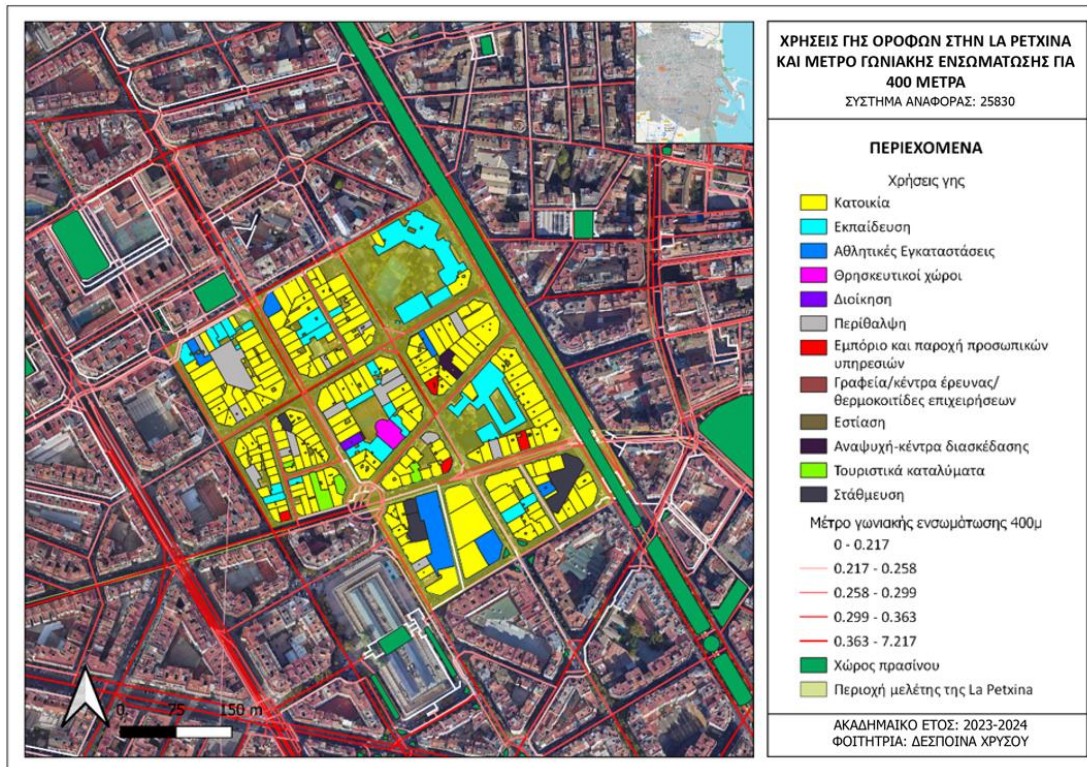 ΧΡΗΣΕΙΣ ΓΗΣ ΟΡΟΦΩΝ ΣΤΗΝ LA PETXINA
ΚΑΙ ΜΕΤΡΟ ΓΩΝΙΑΚΗΣ ΕΝΣΩΜΑΤΩΣΗΣ ΓΙΑ
400 ΜΕΤΡΑ
ΣΥΣΤΗΜΑ ΑΝΑΦΟΡΑΣ: 25830
ΠΕΡΙΕΧΟΜΕΝΑ
Χρήσεις γης
Κατοικία
Εκπαίδευση
Αθλητικές Εγκαταστάσεις
Θρησκευτικοί χώροι
Διοίκηση
Περίθαλψη
Εμπόριο και παροχή προσωπικών
υπηρεσιών
Γραφεία/κέντρα έρευνας/
θερμοκοιτίδες επιχειρήσεων
Εστίαση
Αναψυχή-κέντρα διασκέδασης
Τουριστικά καταλύματα
Στάθμευση
Μέτρο γωνιακής ενσωμάτωσης 400μ
0 - 0.217
0.217 - 0.258
0.258 - 0.299
0.299 - 0.363
0.363 - 7.217
Χώρος πρασίνου
Περιοχή μελέτης της La Petxina
ΑΚΑΔΗΜΑΙΚΟ ΕΤΟΣ: 2023-2024
ΦΟΙΤΗΤΡΙΑ: ΔΕΣΠΟΙΝΑ ΧΡΥΣΟΥ
0 75 150 m